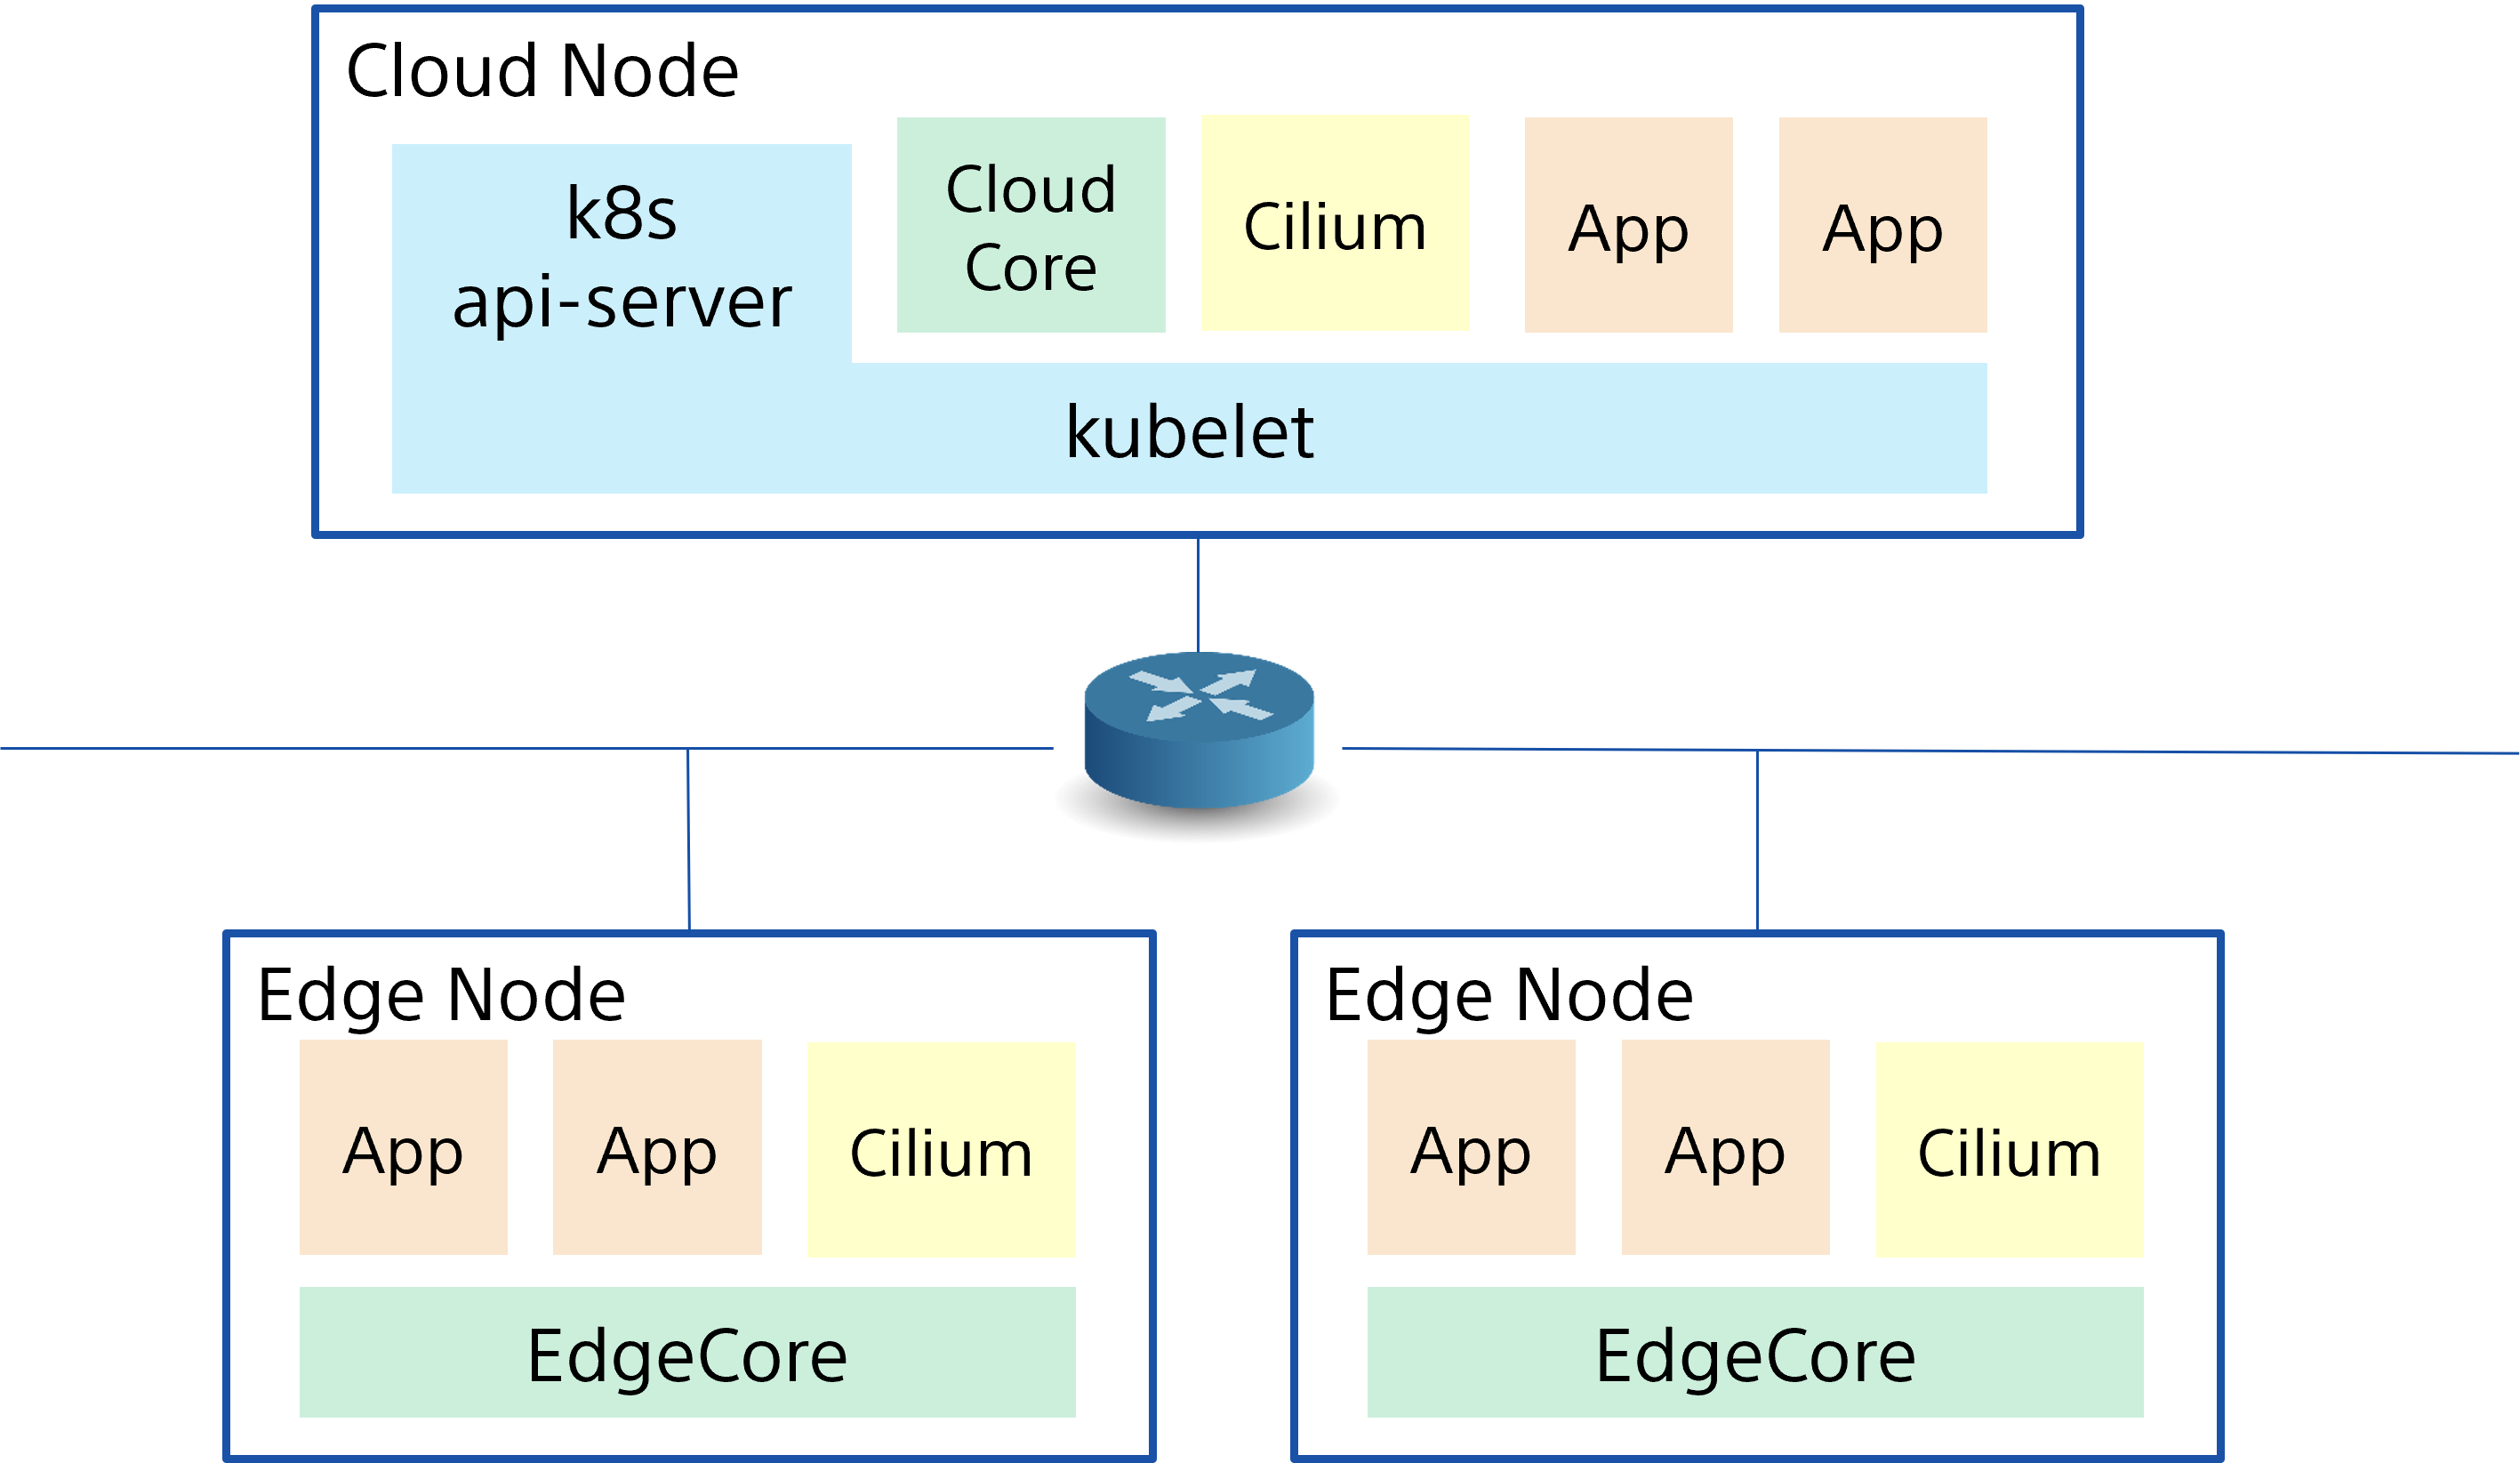 Cloud Node
k8s
api-server
Cloud
Core
Cilium
App
App
kubelet
Edge Node
App
App
Cilium
EdgeCore
Edge Node
App
App
Cilium
EdgeCore